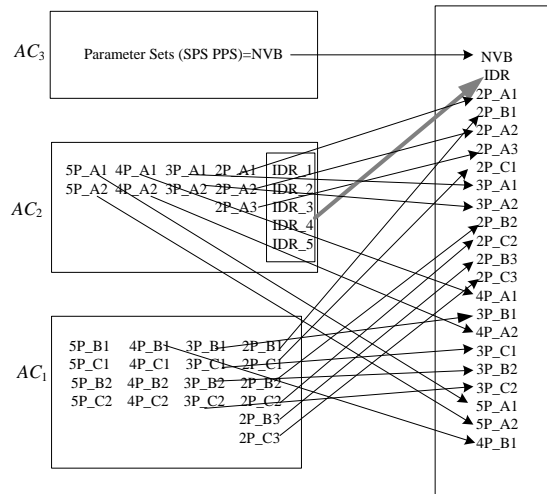 AC3
Parameter Sets (SPS PPS)=NVB
AC2
5P_A1 4P_A1 3P_A1 2P_A1 IDR_1
5P_A2 4P_A2 3P_A2 2P_A2 IDR_2
2P_A3 IDR_3
IDR_4
IDR_5
AC1
5P_B1 4P_B1 3P_B1 2P_B1
5P_C1 4P_C1 3P_C1 2P_C1
5P_B2 4P_B2 3P_B2 2P_B2
5P_C2 4P_C2 3P_C2 2P_C2
2P_B3
2P_C3
NVB
IDR
2P_A1
2P_B1
2P_A2
2P_A3
2P_C1
3P_A1
3P_A2
2P_B2
2P_C2
2P_B3
2P_C3
4P_A1
3P_B1
4P_A2
3P_C1
3P_B2
3P_C2
5P_A1
5P_A2
4P_B1